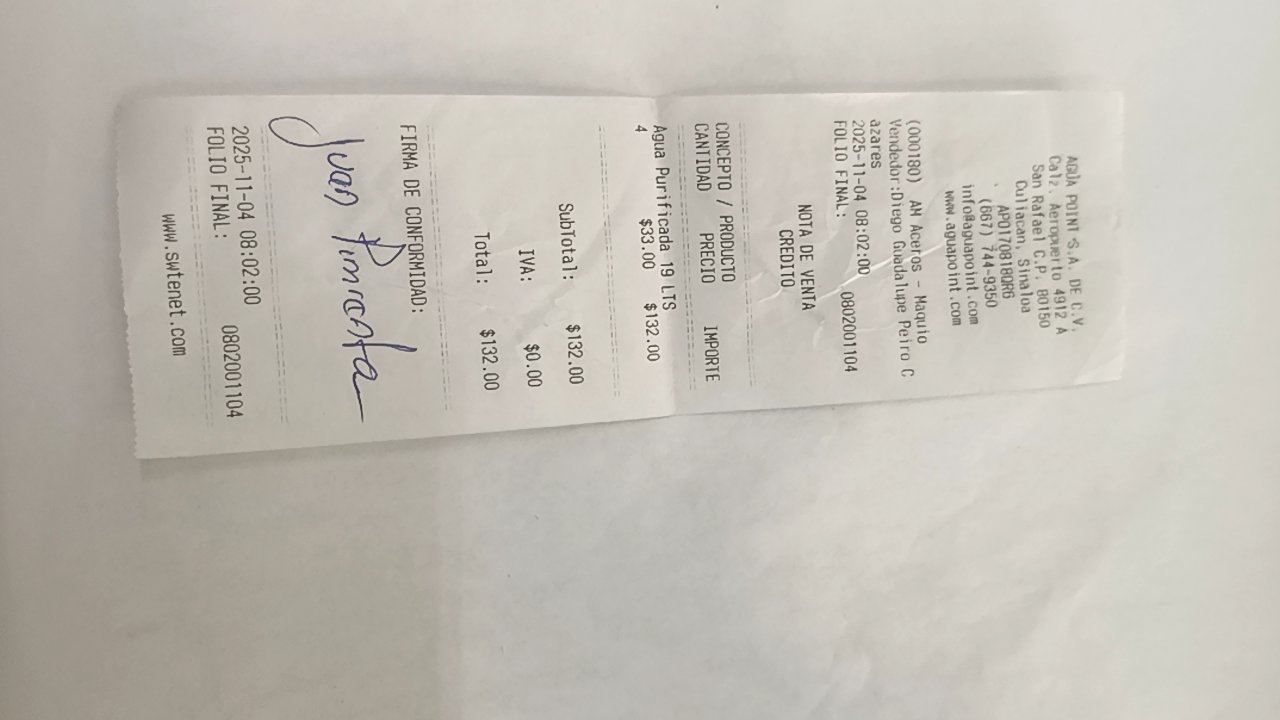 AGUA POINT S.A. DE C.V.
Calz. Aeropuerto 4912 A
San Rafael C.P. 80150
Culiacan, Sinaloa
APO170818QR6
(667) 744-9350
info@aguapoint.com
www.aguapoint.com
(000180) AM Aceros - Maquio
Vendedor:Diego Guadalupe Peiro C
azares
2025-11-04 08:02:00
FOLIO FINAL: 0802001104
NOTA DE VENTA
CREDITO
CONCEPTO / PRODUCTO
CANTIDAD PRECIO IMPORTE
Agua Purificada 19 LTS
4 $33.00 $132.00
SubTotal: $132.00
IVA: $0.00
Total: $132.00
FIRMA DE CONFORMIDAD:
Juan
2025-11-04 08:02:00
FOLIO FINAL: 0802001104
www.swtenet.com